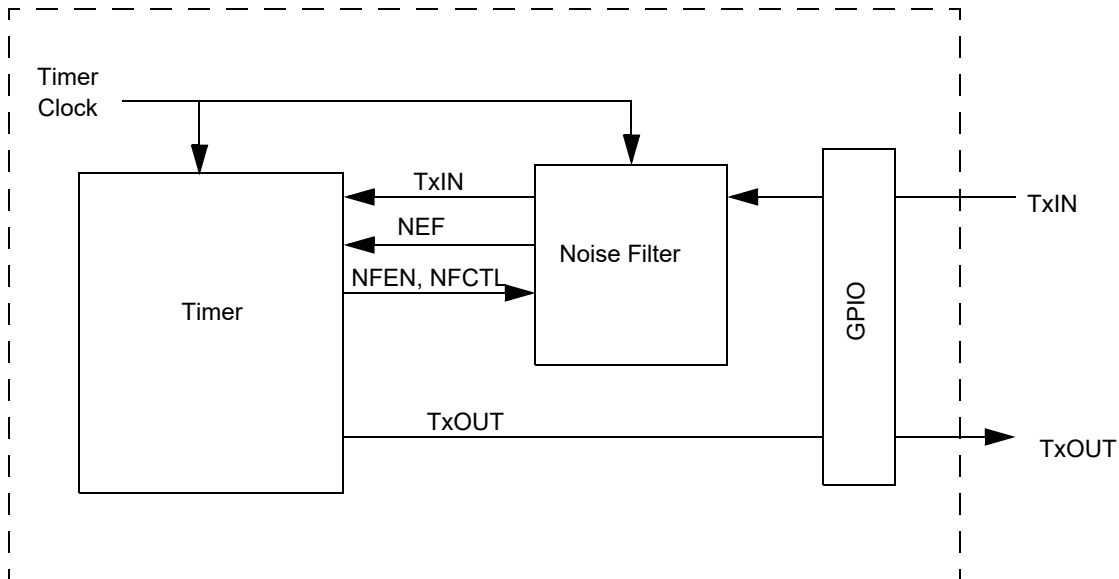 Timer
Clock
TxIN
NEF
NFEN, NFCTL
Timer
Noise Filter
GPIO
TxIN
TxOUT
TxOUT